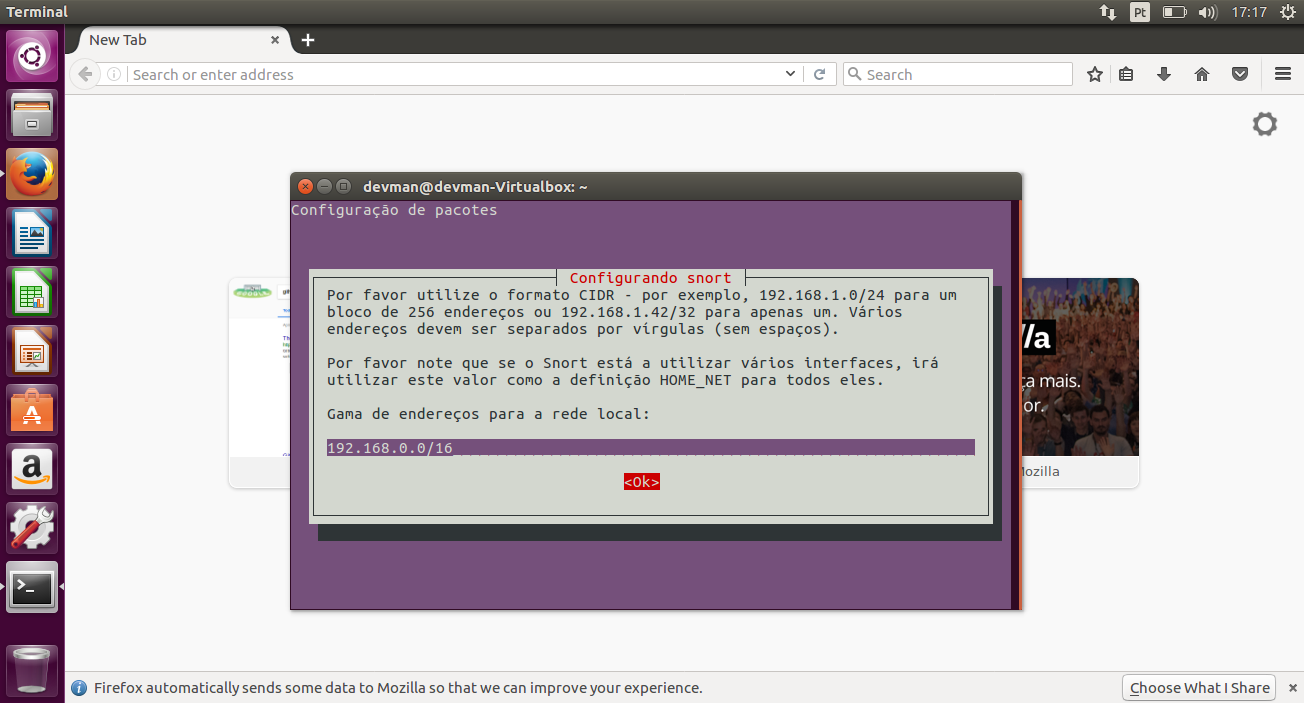 Terminal
Pt
17:17
New Tab
Search or enter address
Search
devman@devman-Virtualbox: ~
Configuração de pacotes
Configurando snort
Por favor utilize o formato CIDR - por exemplo, 192.168.1.0/24 para um
bloco de 256 endereços ou 192.168.1.42/32 para apenas um. Vários
endereços devem ser separados por vírgulas (sem espaços).
Por favor note que se o Snort está a utilizar vários interfaces, irá
utilizar este valor como a definição HOME_NET para todos eles.
Gama de endereços para a rede local:
192.168.0.0/16
<Ok>
mais.
Firefox automatically sends some data to Mozilla so that we can improve your experience.
Choose What I Share